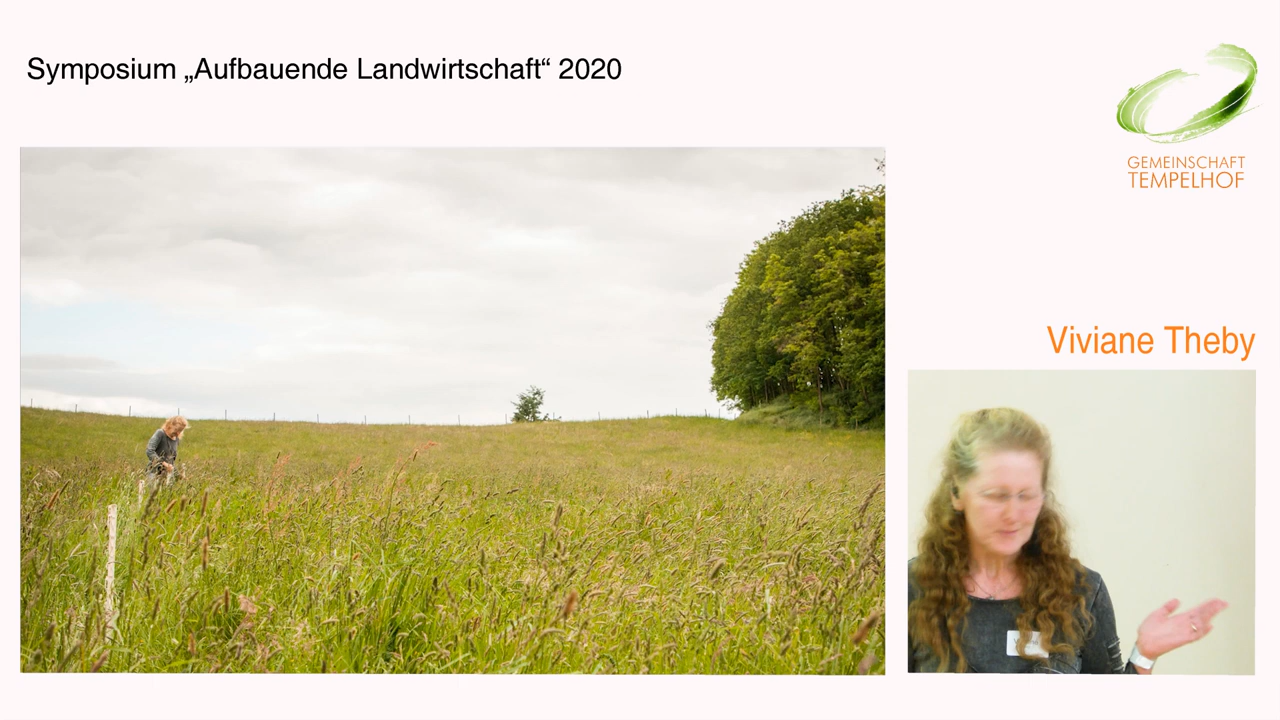 Symposium „Aufbauende Landwirtschaft“ 2020
GEMEINSCHAFT
TEMPELHOF
Viviane Theby